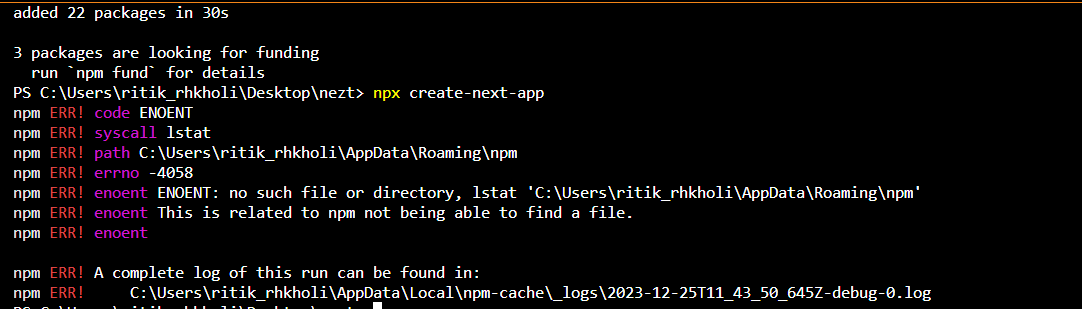 added 22 packages in 30s
3 packages are looking for funding
  run `npm fund` for details
PS C:\Users\ritik_rhkholi\Desktop\nezt> npx create-next-app
npm ERR! code ENOENT
npm ERR! syscall lstat
npm ERR! path C:\Users\ritik_rhkholi\AppData\Roaming\npm
npm ERR! errno -4058
npm ERR! enoent ENOENT: no such file or directory, lstat 'C:\Users\ritik_rhkholi\AppData\Roaming\npm'
npm ERR! enoent This is related to npm not being able to find a file.
npm ERR! enoent
npm ERR! A complete log of this run can be found in:
npm ERR!     C:\Users\ritik_rhkholi\AppData\Local\npm-cache\_logs\2023-12-25T11_43_50_645Z-debug-0.log